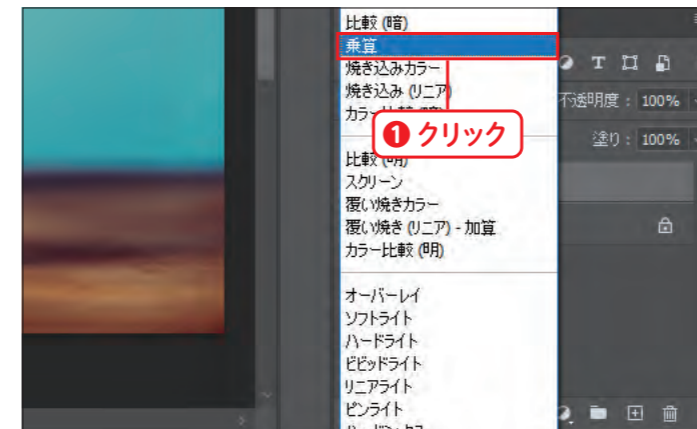 比較 (暗)
乗算
焼き込みカラー
焼き込み (リニア)
❶ クリック
比較 (明)
スクリーン
覆い焼きカラー
覆い焼き (リニア) - 加算
カラー比較 (明)
オーバーレイ
ソフトライト
ハードライト
ビビッドライト
リニアライト
ピンライト
不透明度 : 100%
塗り : 100%